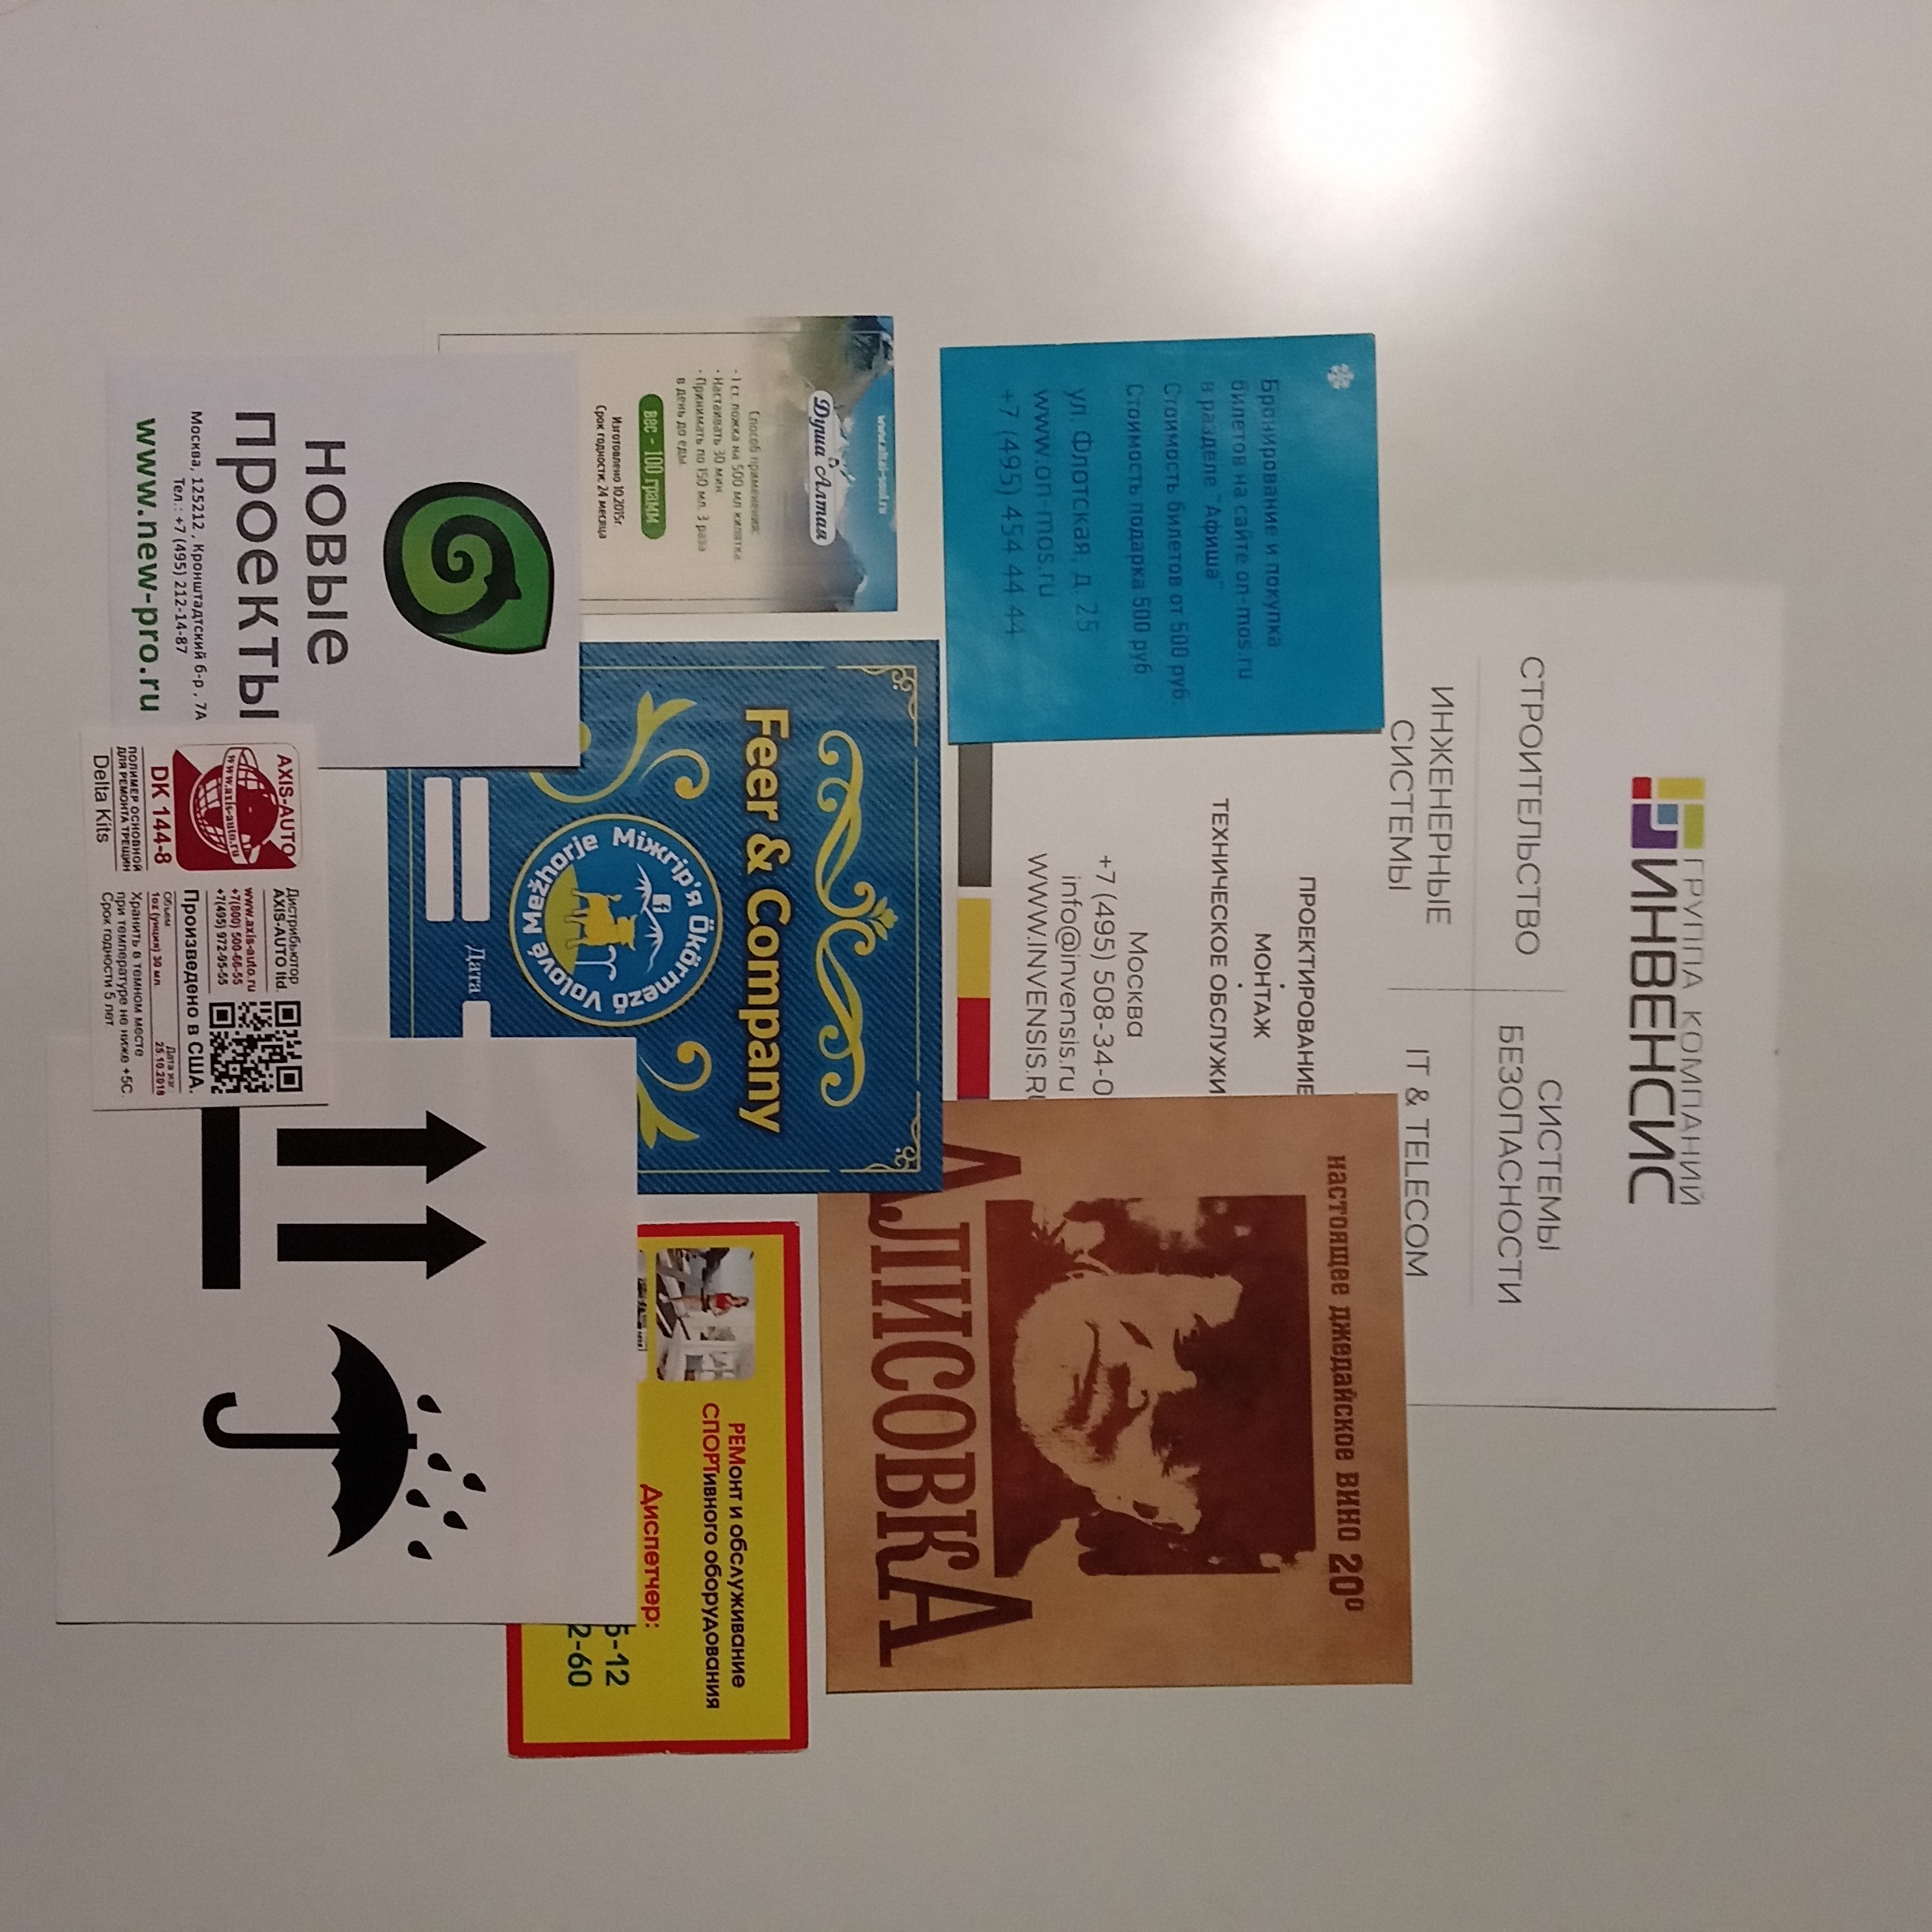 ГРУППА КОМПАНИЙ
ИНВЕНСИС
СТРОИТЕЛЬСТВО
СИСТЕМЫ
БЕЗОПАСНОСТИ
ИНЖЕНЕРНЫЕ
СИСТЕМЫ
IT & TELECOM
ПРОЕКТИРОВАНИЕ
МОНТАЖ
ТЕХНИЧЕСКОЕ ОБСЛУЖИ
Москва
+7 (495) 508-34-0
info@invensis.ru
WWW.INVENSIS.RU
Бронирование и покупка
билетов на сайте on-mos.ru
в разделе "Афиша"
Стоимость билетов от 500 руб.
Стоимость подарка 500 руб.
ул. Флотская, д. 25
www.on-mos.ru
+7 (495) 454 44 44
настоящее джедайское ВИНО 20º
АЛИСОВКА
www.altai-soul.ru
Душа Алтая
Способ применения:
- 1 ст. ложка на 500 мл кипятка
- Настаивать 30 мин
- Принимать по 150 мл. 3 раза
в день до еды.
вес - 100 грамм
Изготовлено 10.2015г.
Срок годности: 24 месяца
Feer & Company
Міжгір'я Ökörmező Volové Mežhorja
Дата
РЕМонт и обслуживание
СПОРТивного оборудования
Диспетчер:
5-12
2-60
новые
проекты
Москва, 125212 , Кронштадтский б-р , 7А
Тел.: +7 (495) 212-14-87
www.new-pro.ru
AXIS-AUTO
www.axis-auto.ru
DK 144-8
ПОЛИМЕР ОСНОВНОЙ
ДЛЯ РЕМОНТА ТРЕЩИН
Delta Kits
Дистрибьютор
AXIS-AUTO ltd.
www.axis-auto.ru
+7(800) 500-66-55
+7(495) 972-95-55
Произведено в США.
Объем
1oz (унция) 30 мл.
Дата изг.
25.10.2018
Хранить в темном месте
при температуре не ниже +5С.
Срок годности 5 лет